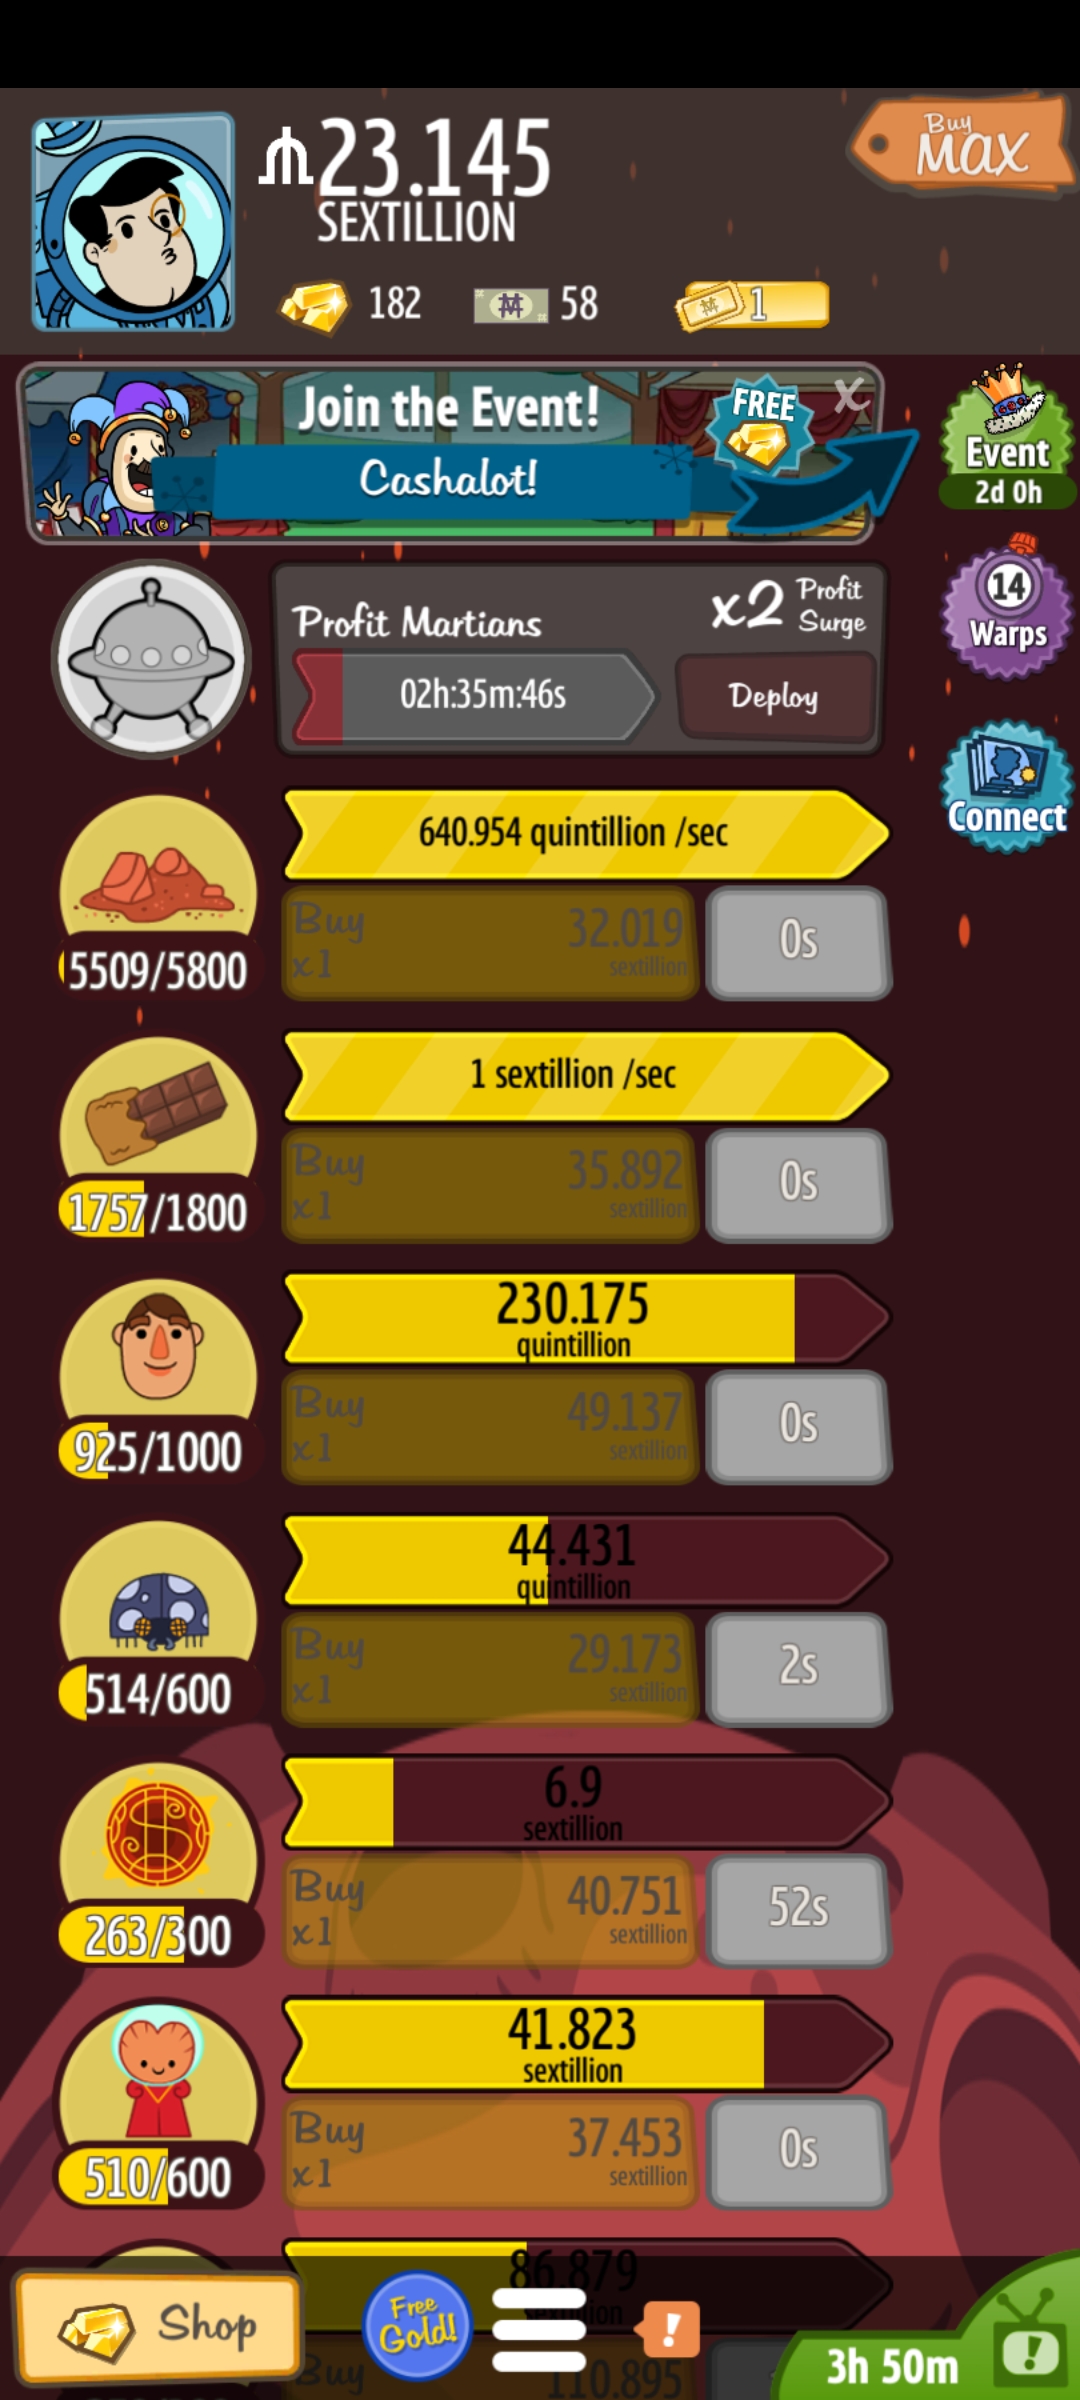 23.145
SEXTILLION
Buy
MAX
182
58
1
Join the Event!
FREE
X
Cashalot!
Event
2d 0h
14
Warps
Connect
Profit Martians
x2 Profit Surge
02h:35m:46s
Deploy
640.954 quintillion /sec
5509/5800
Buy
x1
32.019
sextillion
0s
1 sextillion /sec
1757/1800
Buy
x1
35.892
sextillion
0s
230.175
quintillion
925/1000
Buy
x1
49.137
sextillion
0s
44.431
quintillion
514/600
Buy
x1
29.173
sextillion
2s
6.9
sextillion
263/300
Buy
x1
40.751
sextillion
52s
41.823
sextillion
510/600
Buy
x1
37.453
sextillion
0s
86.879
Shop
Free
Gold!
!
Buy
110.895
3h 50m
!